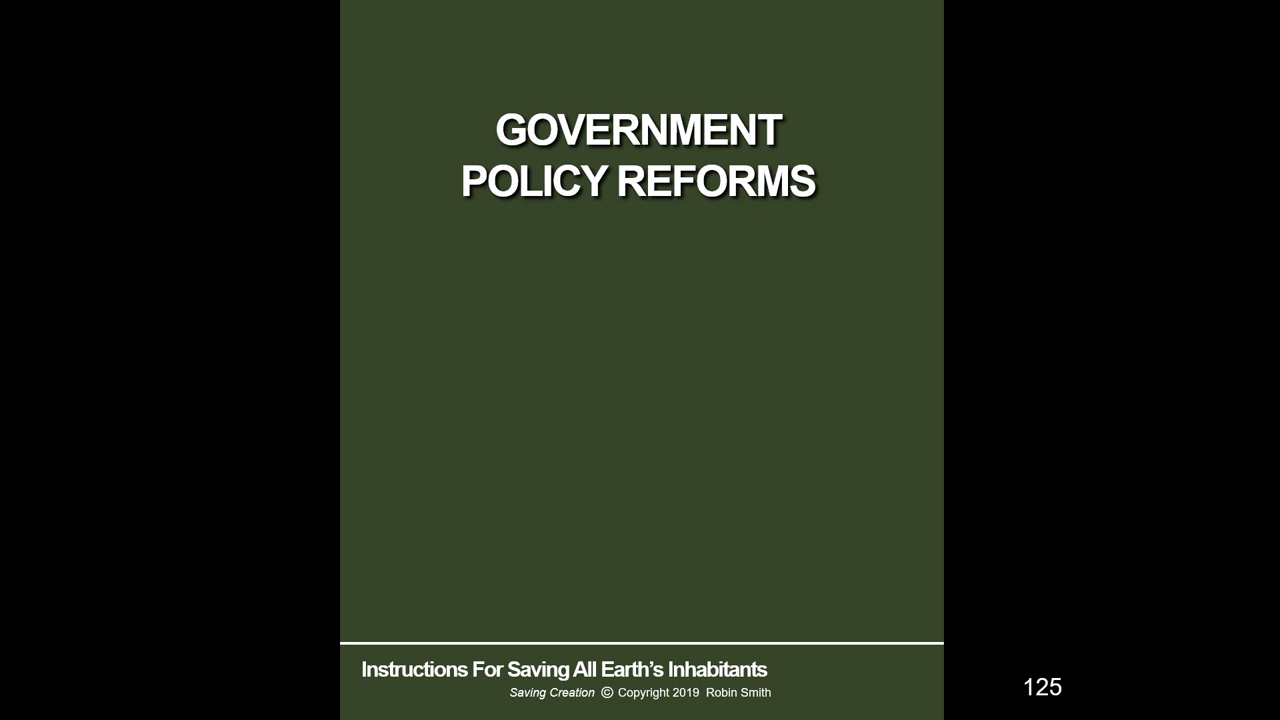 GOVERNMENT
POLICY REFORMS
Instructions For Saving All Earth’s Inhabitants
Saving Creation © Copyright 2019 Robin Smith
125